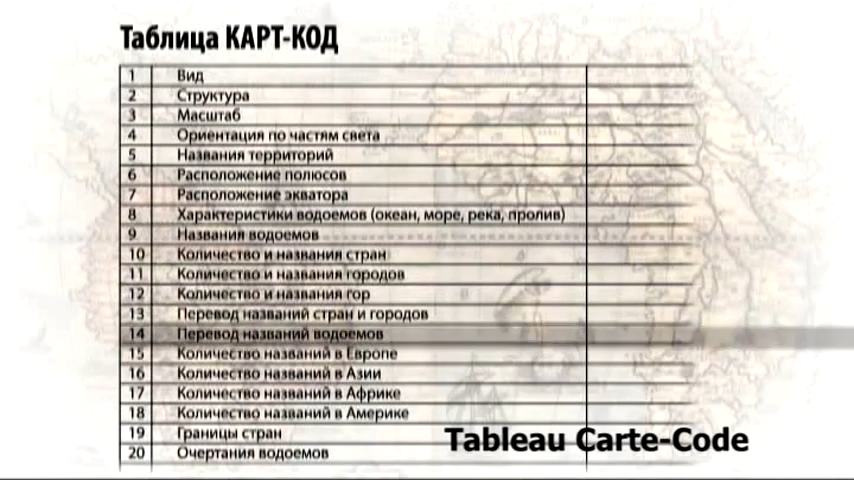 Таблица КАРТ-КОД
1 Вид
2 Структура
3 Масштаб
4 Ориентация по частям света
5 Названия территорий
6 Расположение полюсов
7 Расположение экватора
8 Характеристики водоемов (океан, море, река, пролив)
9 Названия водоемов
10 Количество и названия стран
11 Количество и названия городов
12 Количество и названия гор
13 Перевод названий стран и городов
14 Перевод названий водоемов
15 Количество названий в Европе
16 Количество названий в Азии
17 Количество названий в Африке
18 Количество названий в Америке
19 Границы стран
20 Очертания водоемов
Tableau Carte-Code